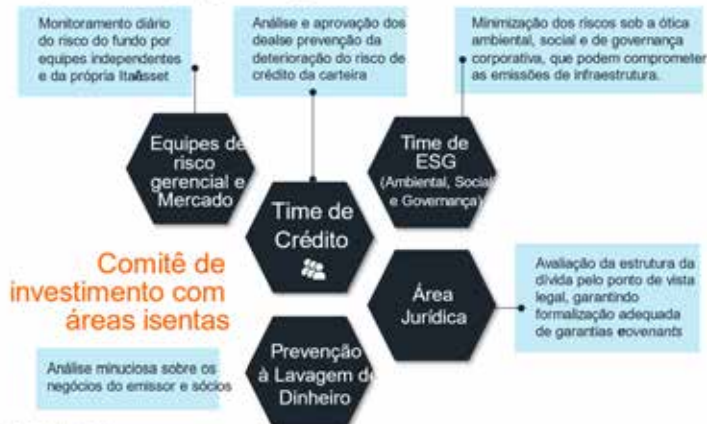 Monitoramento diário
do risco do fundo por
equipes independentes
e da própria Itaåsset
Análise e aprovação dos
dealse prevenção da
deterioração do risco de
crédito da carteira
Minimização dos riscos sob a ótica
ambiental, social e de governança
corporativa, que podem comprometer
as emissões de infraestrutura.
Equipes de
risco
gerencial e
Mercado
Time de
Crédito
Time de
ESG
(Ambiental, Social
e Governança)
Comitê de
investimento com
áreas isentas
Área
Jurídica
Avaliação da estrutura da
dívida pelo ponto de vista
legal, garantindo
formalização adequada
de garantias eovenants
Análise minuciosa sobre os
negócios do emissor e sócios
Prevenção
à Lavagem de
Dinheiro